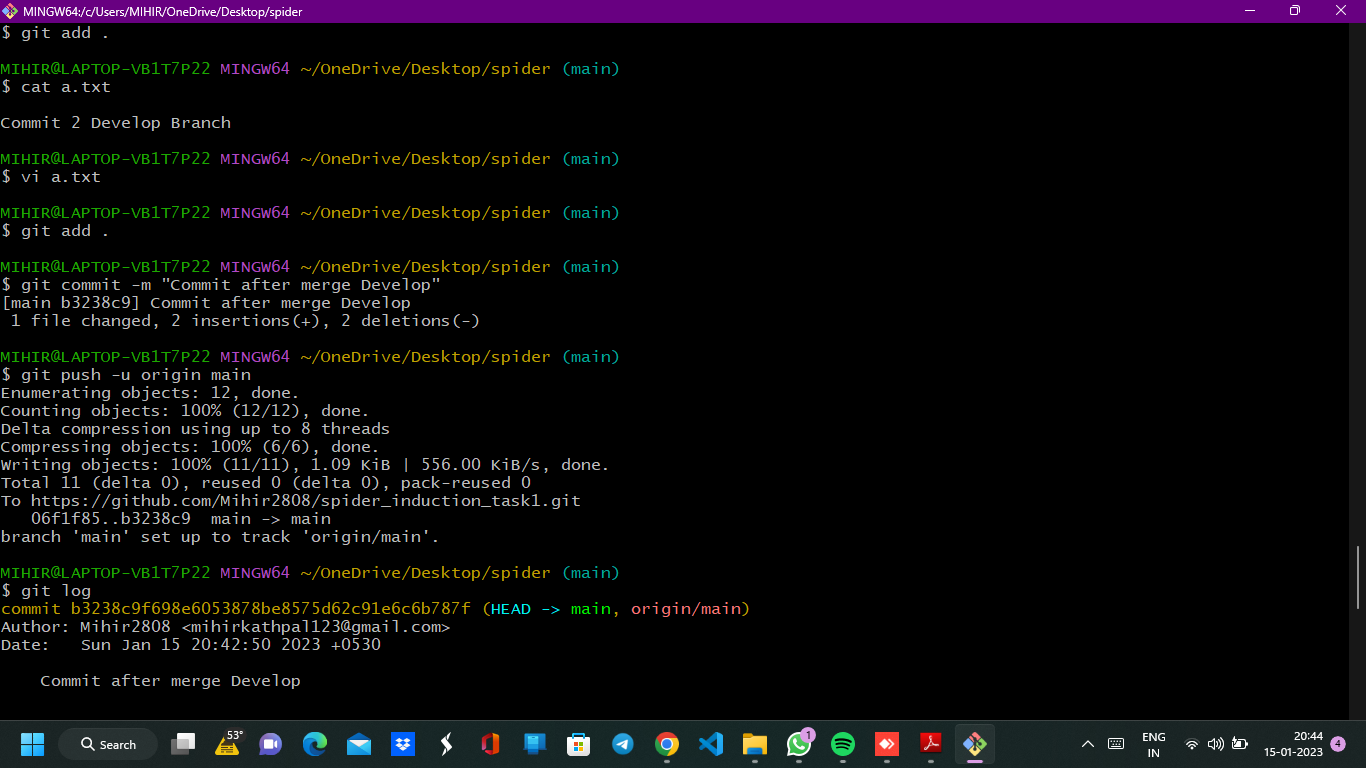 MINGW64:/c/Users/MIHIR/OneDrive/Desktop/spider
$ git add .
MIHIR@LAPTOP-VB1T7P22 MINGW64 ~/OneDrive/Desktop/spider (main)
$ cat a.txt
Commit 2 Develop Branch
MIHIR@LAPTOP-VB1T7P22 MINGW64 ~/OneDrive/Desktop/spider (main)
$ vi a.txt
MIHIR@LAPTOP-VB1T7P22 MINGW64 ~/OneDrive/Desktop/spider (main)
$ git add .
MIHIR@LAPTOP-VB1T7P22 MINGW64 ~/OneDrive/Desktop/spider (main)
$ git commit -m "Commit after merge Develop"
[main b3238c9] Commit after merge Develop
 1 file changed, 2 insertions(+), 2 deletions(-)
MIHIR@LAPTOP-VB1T7P22 MINGW64 ~/OneDrive/Desktop/spider (main)
$ git push -u origin main
Enumerating objects: 12, done.
Counting objects: 100% (12/12), done.
Delta compression using up to 8 threads
Compressing objects: 100% (6/6), done.
Writing objects: 100% (11/11), 1.09 KiB | 556.00 KiB/s, done.
Total 11 (delta 0), reused 0 (delta 0), pack-reused 0
To https://github.com/Mihir2808/spider_induction_task1.git
   06f1f85..b3238c9  main -> main
branch 'main' set up to track 'origin/main'.
MIHIR@LAPTOP-VB1T7P22 MINGW64 ~/OneDrive/Desktop/spider (main)
$ git log
commit b3238c9f698e6053878be8575d62c91e6c6b787f (HEAD -> main, origin/main)
Author: Mihir2808 <mihirkathpal123@gmail.com>
Date:   Sun Jan 15 20:42:50 2023 +0530
    Commit after merge Develop
Search
53°
1
ENG
IN
20:44
15-01-2023
4